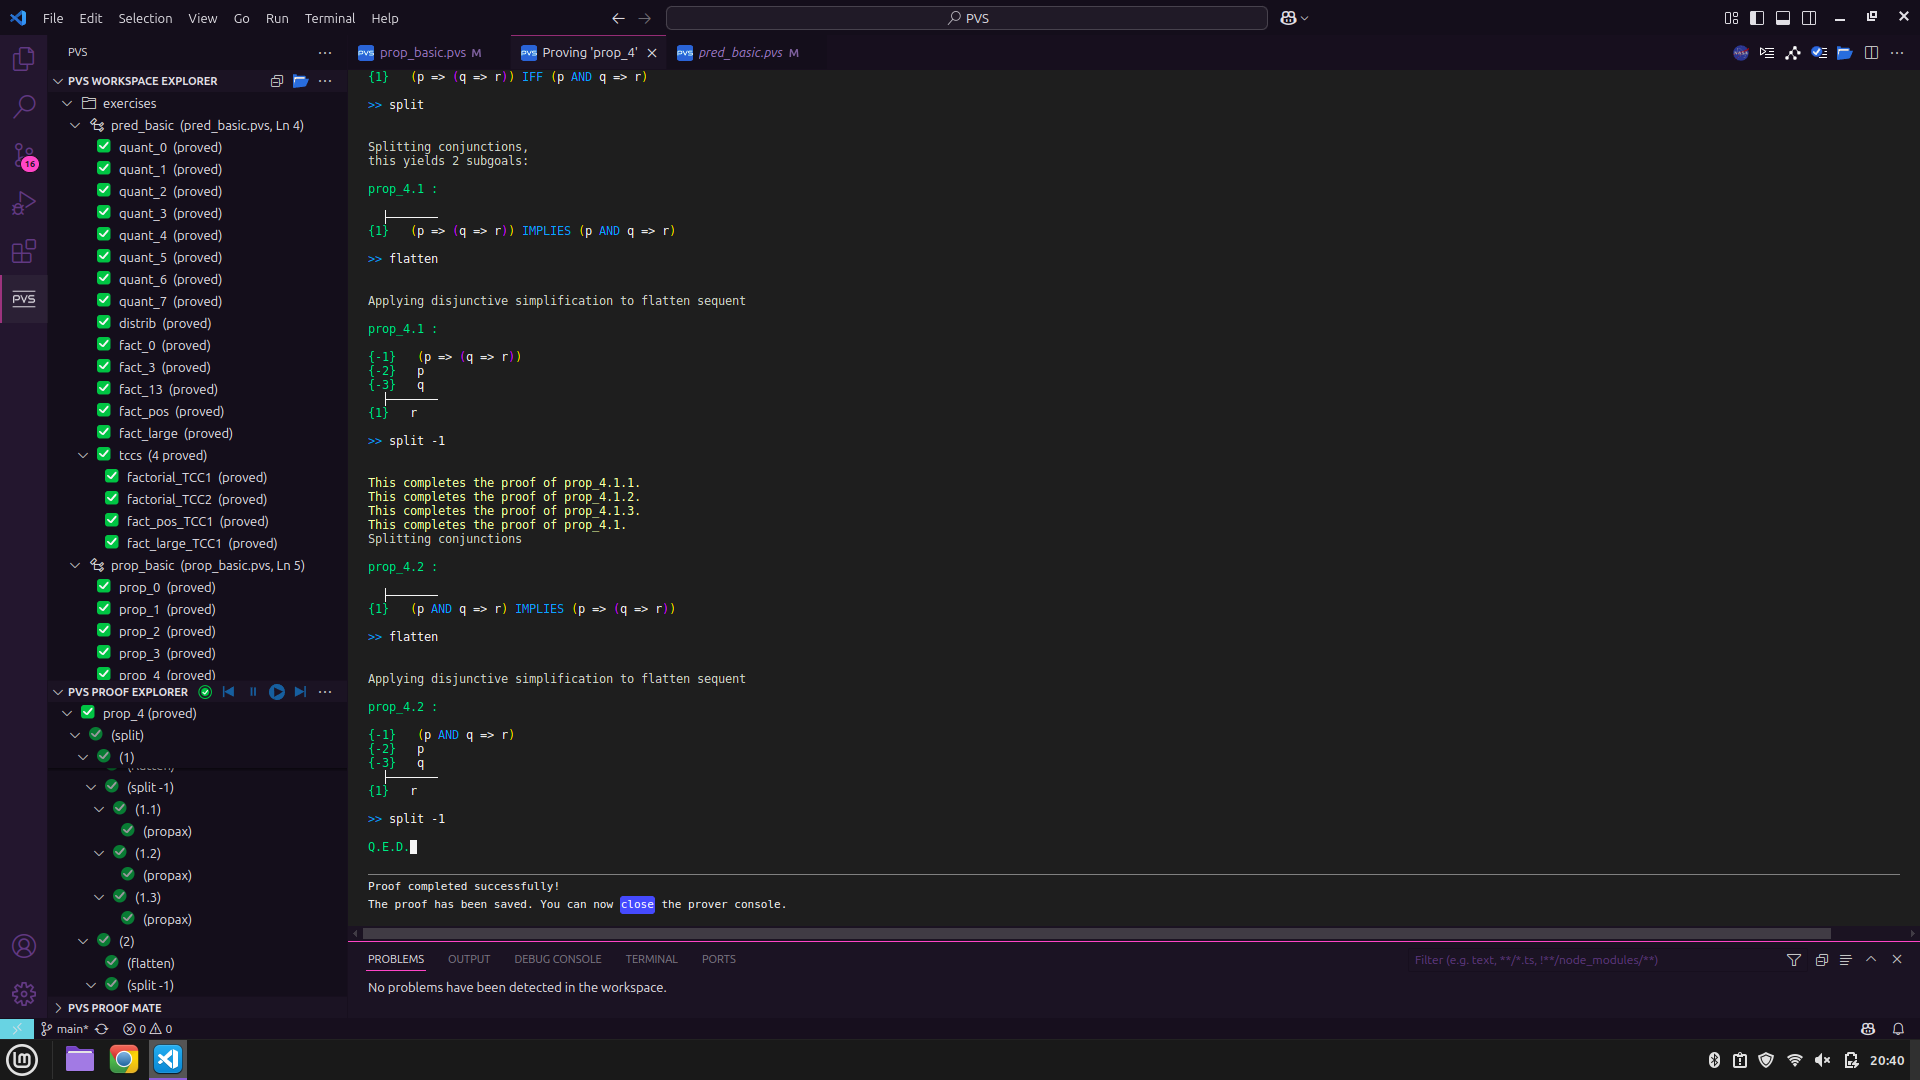 File Edit Selection View Go Run Terminal Help
PVS
PVS
prop_basic.pvs M
PVS Proving 'prop_4'
PVS pred_basic.pvs M
PVS WORKSPACE EXPLORER
exercises
pred_basic (pred_basic.pvs, Ln 4)
quant_0 (proved)
quant_1 (proved)
quant_2 (proved)
quant_3 (proved)
quant_4 (proved)
quant_5 (proved)
quant_6 (proved)
quant_7 (proved)
distrib (proved)
fact_0 (proved)
fact_3 (proved)
fact_13 (proved)
fact_pos (proved)
fact_large (proved)
tccs (4 proved)
factorial_TCC1 (proved)
factorial_TCC2 (proved)
fact_pos_TCC1 (proved)
fact_large_TCC1 (proved)
prop_basic (prop_basic.pvs, Ln 5)
prop_0 (proved)
prop_1 (proved)
prop_2 (proved)
prop_3 (proved)
prop_4 (proved)
PVS PROOF EXPLORER
prop_4 (proved)
(split)
(1)
(flatten)
(split -1)
(1.1)
(propax)
(1.2)
(propax)
(1.3)
(propax)
(2)
(flatten)
(split -1)
PVS PROOF MATE
16
PVS
{1} (p => (q => r)) IFF (p AND q => r)
>> split
Splitting conjunctions,
this yields 2 subgoals:
prop_4.1 :
{1} (p => (q => r)) IMPLIES (p AND q => r)
>> flatten
Applying disjunctive simplification to flatten sequent
prop_4.1 :
{-1} (p => (q => r))
{-2} p
{-3} q
{1} r
>> split -1
This completes the proof of prop_4.1.1.
This completes the proof of prop_4.1.2.
This completes the proof of prop_4.1.3.
This completes the proof of prop_4.1.
Splitting conjunctions
prop_4.2 :
{1} (p AND q => r) IMPLIES (p => (q => r))
>> flatten
Applying disjunctive simplification to flatten sequent
prop_4.2 :
{-1} (p AND q => r)
{-2} p
{-3} q
{1} r
>> split -1
Q.E.D.
Proof completed successfully!
The proof has been saved. You can now close the prover console.
PROBLEMS OUTPUT DEBUG CONSOLE TERMINAL PORTS
Filter (e.g. text, **/*.ts, !**/node_modules/**)
No problems have been detected in the workspace.
main* 0 0
20:40